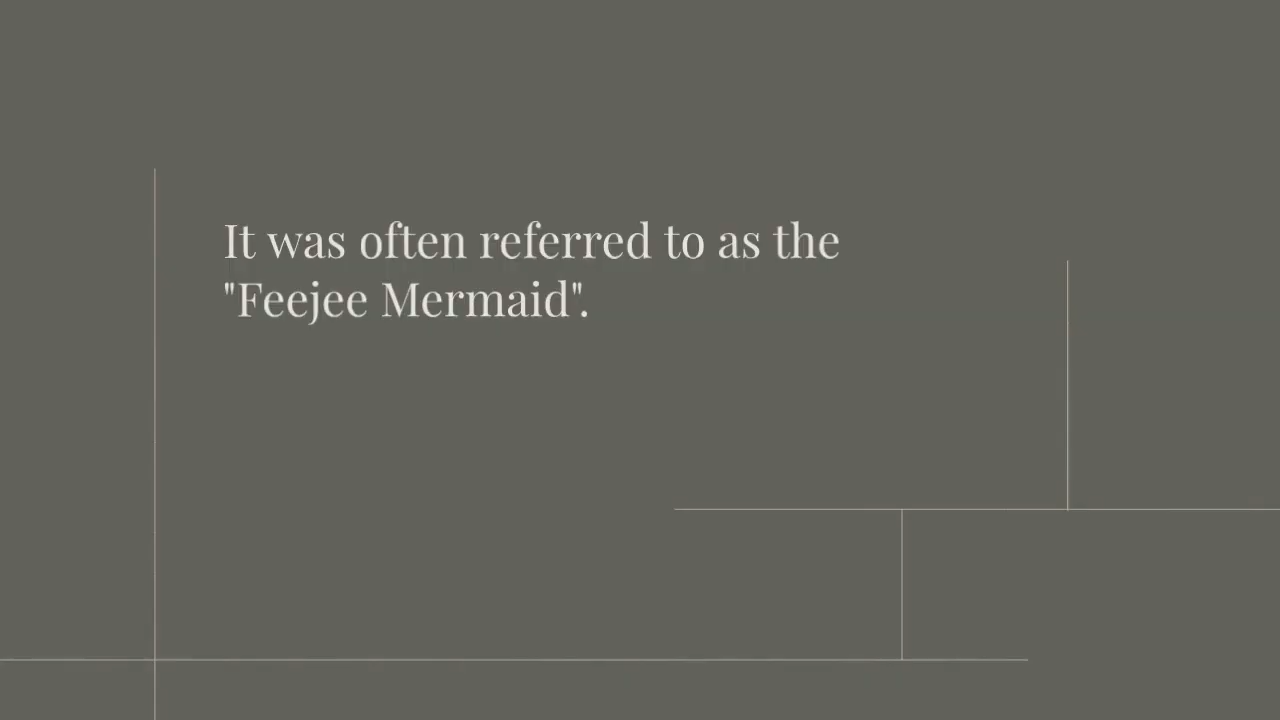 It was often referred to as the
"Feejee Mermaid".